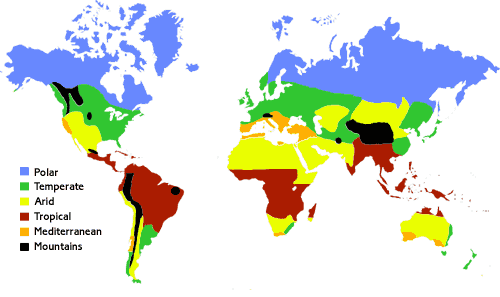 Polar
Temperate
Arid
Tropical
Mediterranean
Mountains